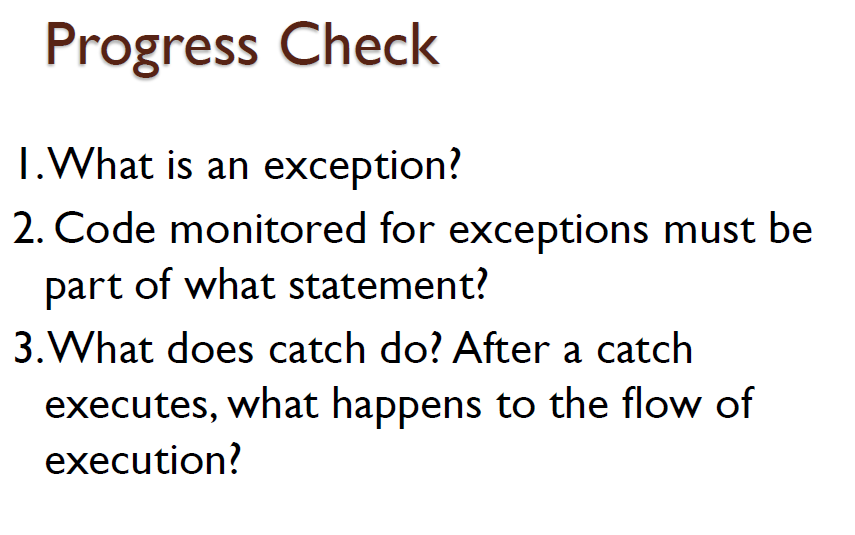 Progress Check
1. What is an exception?
2. Code monitored for exceptions must be
part of what statement?
3. What does catch do? After a catch
executes, what happens to the flow of
execution?